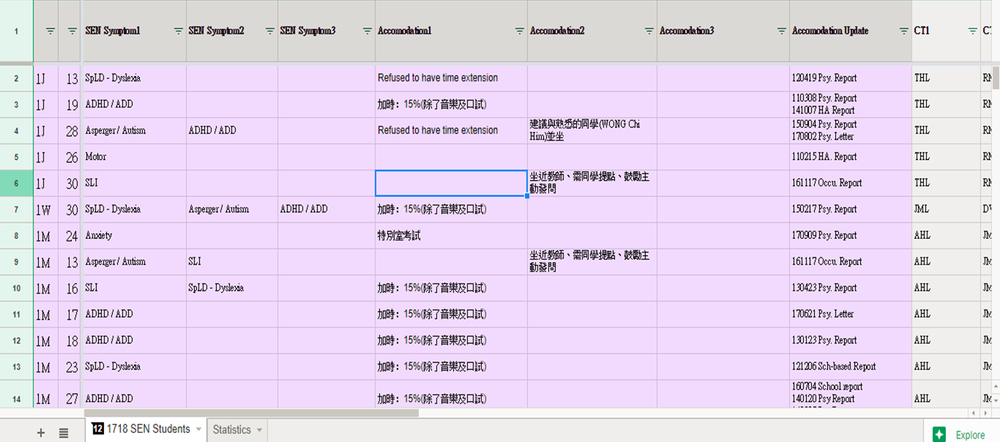 1 SEN Symptom1 SEN Symptom2 SEN Symptom3 Accomodation1 Accomodation2 Accomodation3 Accomodation Update CT1
2 1J 13 SpLD - Dyslexia Refused to have time extension 120419 Psy. Report THL
3 1J 19 ADHD / ADD 加時：15%(除了音樂及口試) 110308 Psy. Report
141007 HA Report THL
4 1J 28 Asperger / Autism ADHD / ADD Refused to have time extension 建議與熟悉的同學(WONG Chi
Him)並坐 150904 Psy. Report
170802 Psy. Letter THL
5 1J 26 Motor 110215 HA. Report THL
6 1J 30 SLI 坐近教師、需同學提點、鼓勵主
動發問 161117 Occu. Report THL
7 1W 30 SpLD - Dyslexia Asperger / Autism ADHD / ADD 加時：15%(除了音樂及口試) 150217 Psy. Report JML
8 1M 24 Anxiety 特別室考試 170909 Psy. Report AHL
9 1M 13 Asperger / Autism SLI 坐近教師、需同學提點、鼓勵主
動發問 161117 Occu. Report AHL
10 1M 16 SLI SpLD - Dyslexia 加時：15%(除了音樂及口試) 130423 Psy. Report AHL
11 1M 17 ADHD / ADD 加時：15%(除了音樂及口試) 170621 Psy. Letter AHL
12 1M 18 ADHD / ADD 加時：15%(除了音樂及口試) 130123 Psy. Report AHL
13 1M 23 SpLD - Dyslexia 加時：15%(除了音樂及口試) 121206 Sch-based Report AHL
14 1M 27 ADHD / ADD 加時：15%(除了音樂及口試) 160704 School report
140120 Psy Report AHL
12 1718 SEN Students Statistics Explore